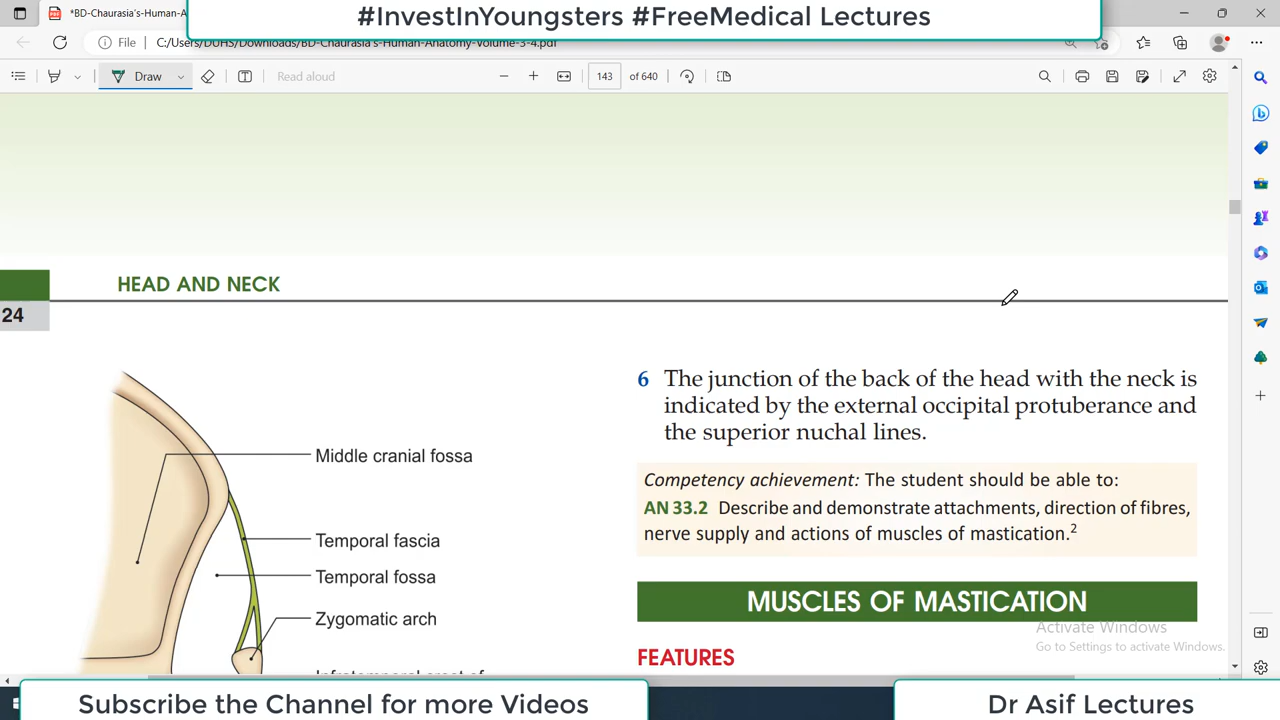 #InvestInYoungsters #FreeMedical Lectures
*BD-Chaurasia's-Human-A
File
C:/Users/DUHS/Downloads/BD-Chaurasia's-Human-Anatomy-Volume-3-4.pdf
Draw
Read aloud
143 of 640
HEAD AND NECK
24
Middle cranial fossa
Temporal fascia
Temporal fossa
Zygomatic arch
Infratemporal crest of
6 The junction of the back of the head with the neck is
indicated by the external occipital protuberance and
the superior nuchal lines.
Competency achievement: The student should be able to:
AN 33.2 Describe and demonstrate attachments, direction of fibres,
nerve supply and actions of muscles of mastication.2
MUSCLES OF MASTICATION
FEATURES
Activate Windows
Go to Settings to activate Windows.
Subscribe the Channel for more Videos
Dr Asif Lectures